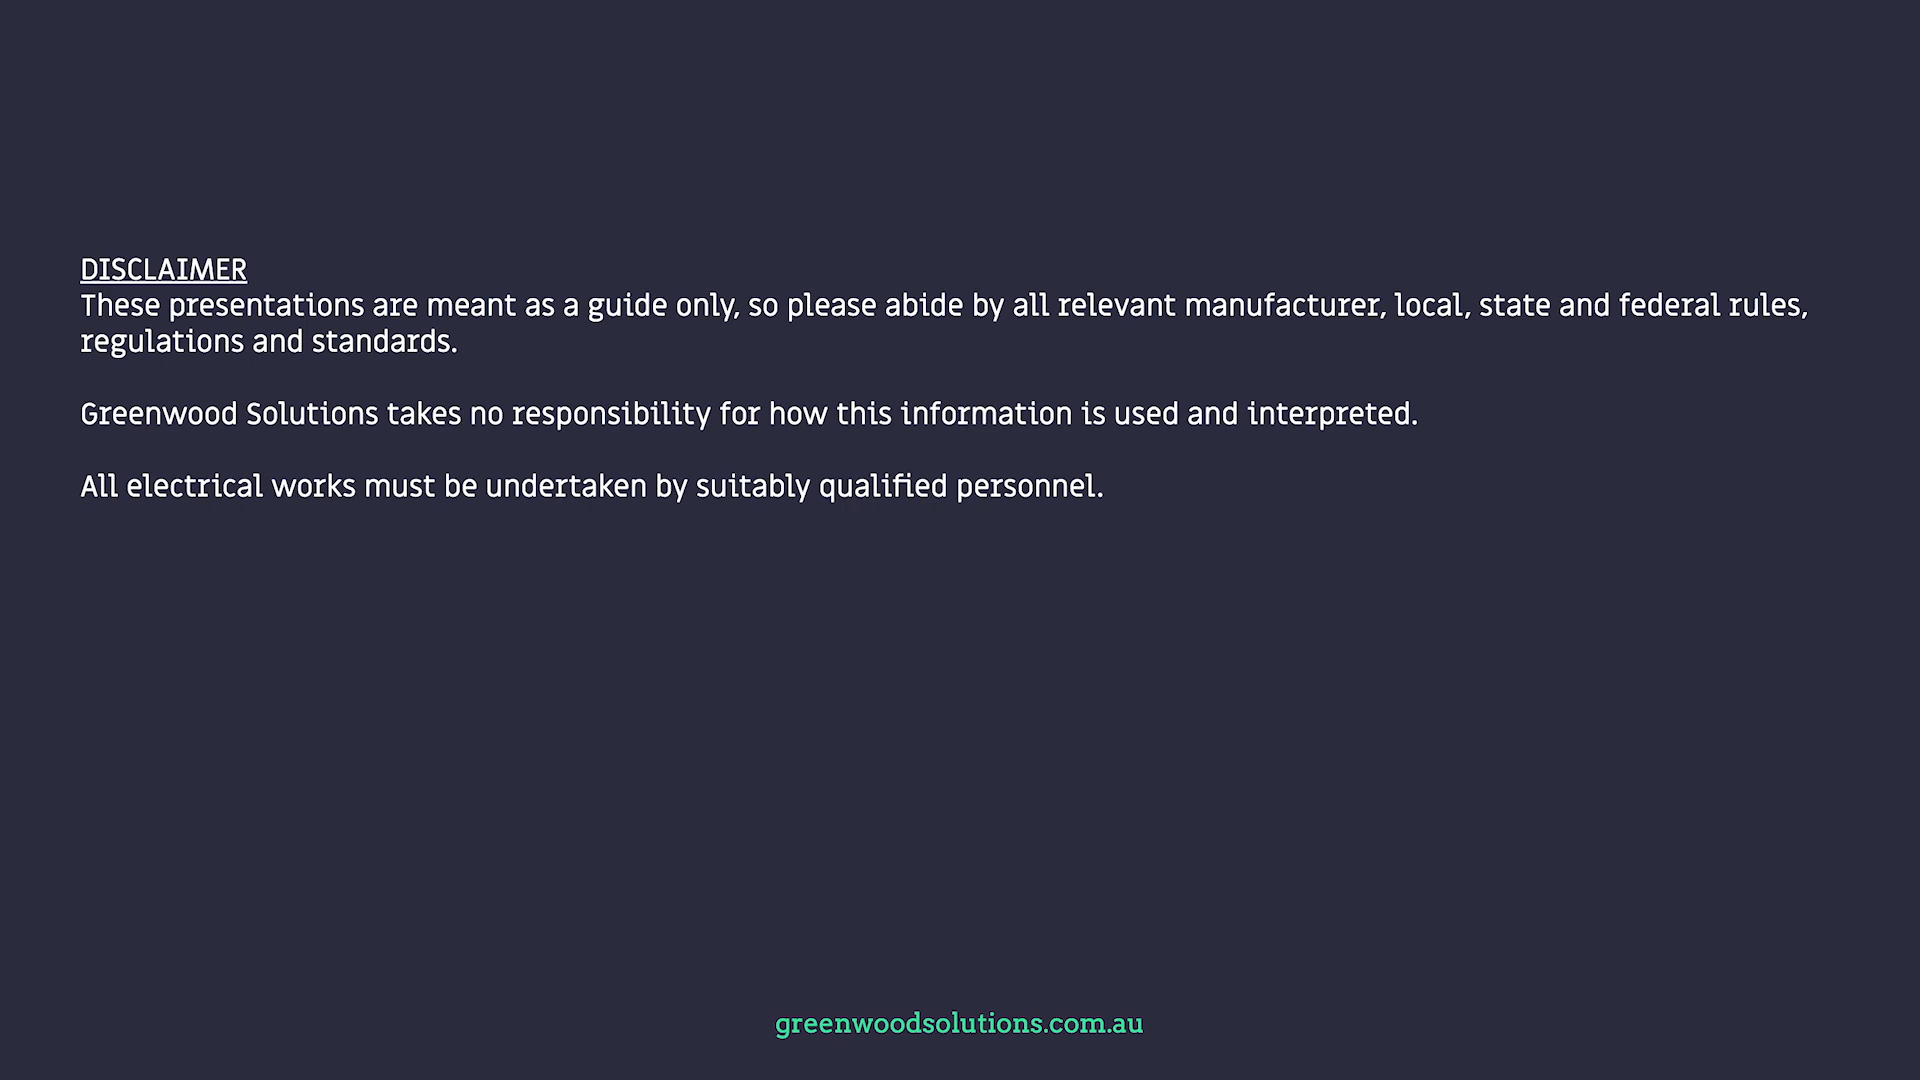 DISCLAIMER
These presentations are meant as a guide only, so please abide by all relevant manufacturer, local, state and federal rules,
regulations and standards.
Greenwood Solutions takes no responsibility for how this information is used and interpreted.
All electrical works must be undertaken by suitably qualified personnel.
greenwoodsolutions.com.au